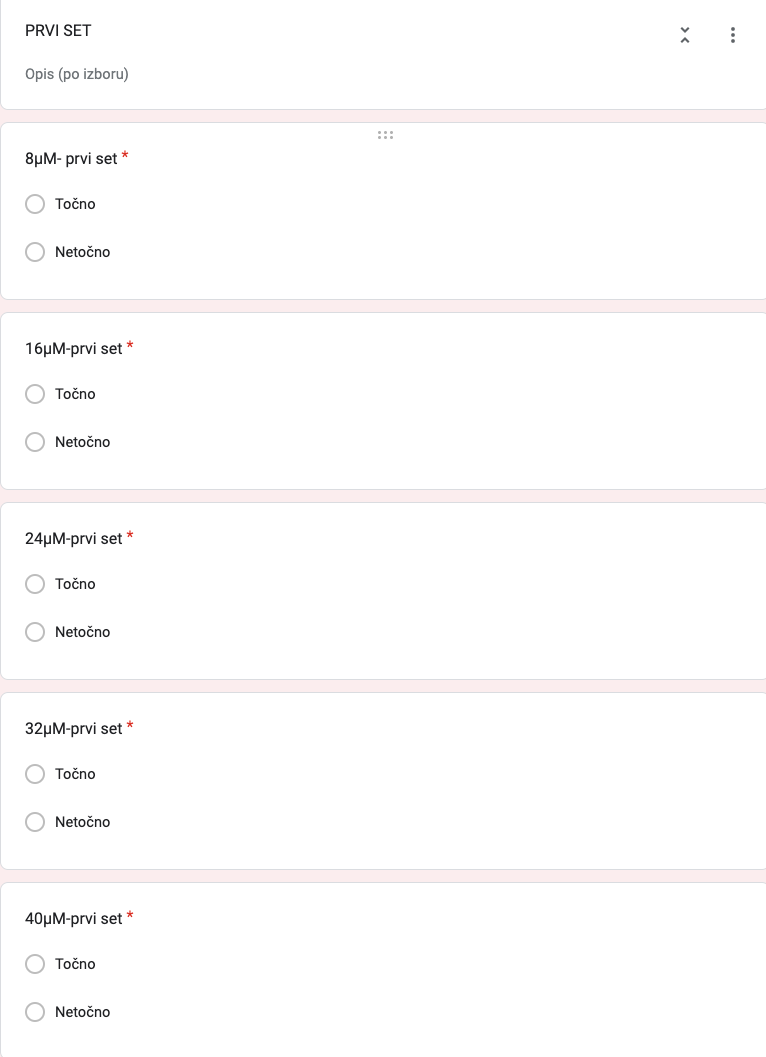 PRVI SET
Opis (po izboru)
8µM- prvi set *
Točno
Netočno
16µM-prvi set *
Točno
Netočno
24µM-prvi set *
Točno
Netočno
32µM-prvi set *
Točno
Netočno
40µM-prvi set *
Točno
Netočno